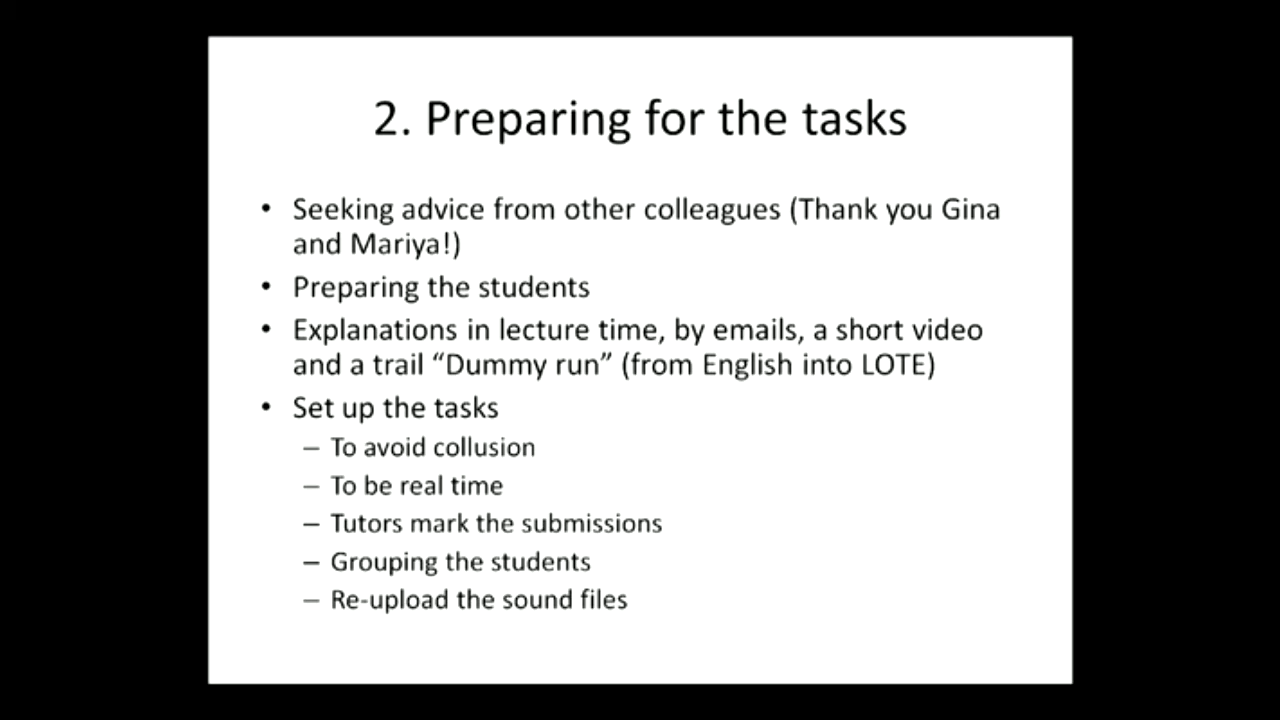 2. Preparing for the tasks
• Seeking advice from other colleagues (Thank you Gina
and Mariya!)
• Preparing the students
• Explanations in lecture time, by emails, a short video
and a trail “Dummy run” (from English into LOTE)
• Set up the tasks
– To avoid collusion
– To be real time
– Tutors mark the submissions
– Grouping the students
– Re-upload the sound files